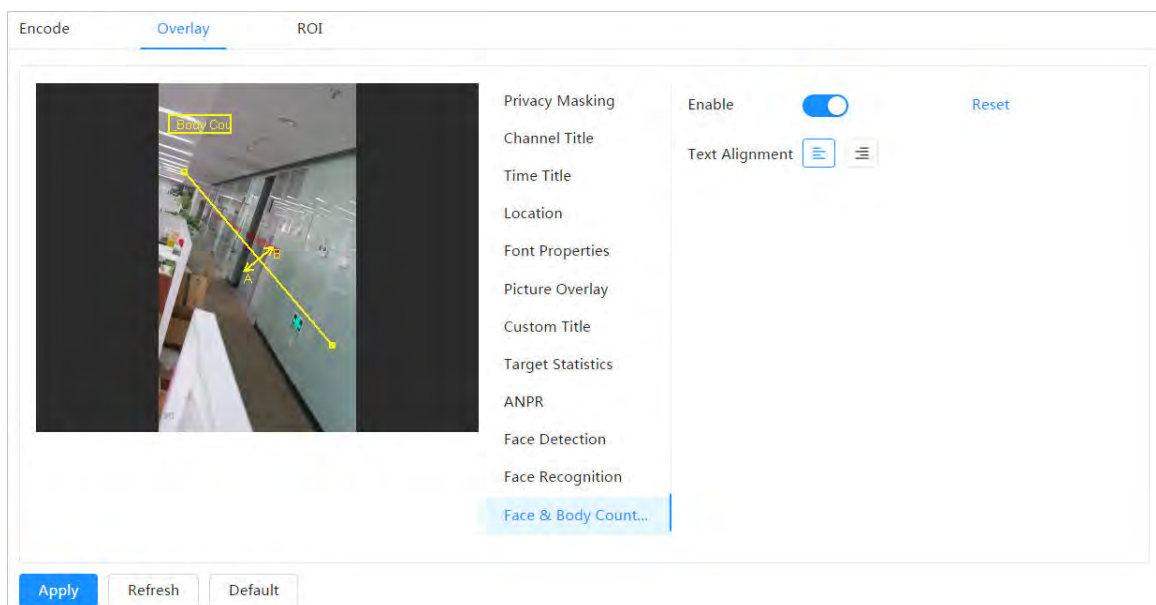 Encode Overlay ROI
_Body Cou
B
A
Privacy Masking
Channel Title
Time Title
Location
Font Properties
Picture Overlay
Custom Title
Target Statistics
ANPR
Face Detection
Face Recognition
Face & Body Count...
Enable Reset
Text Alignment
Apply Refresh Default